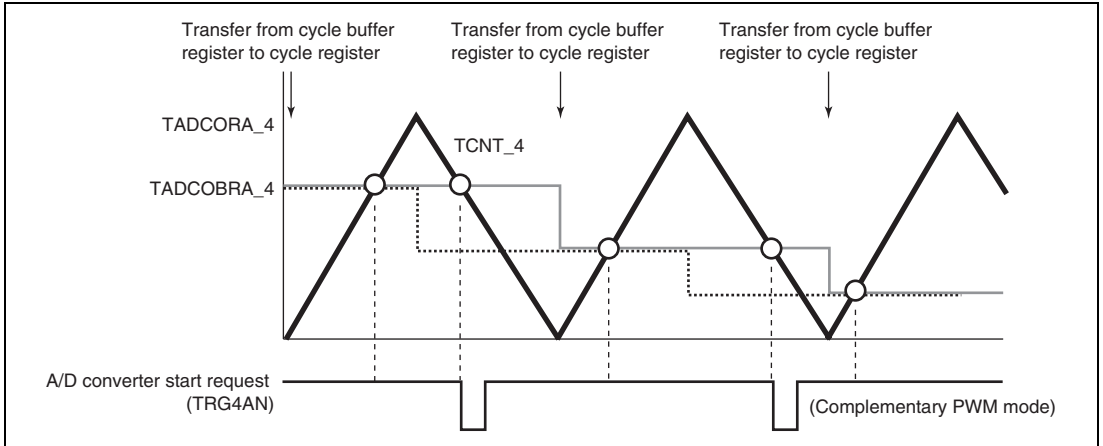 Transfer from cycle buffer
register to cycle register
Transfer from cycle buffer
register to cycle register
Transfer from cycle buffer
register to cycle register
TADCORA_4
TCNT_4
TADCOBRA_4
A/D converter start request
(TRG4AN)
(Complementary PWM mode)